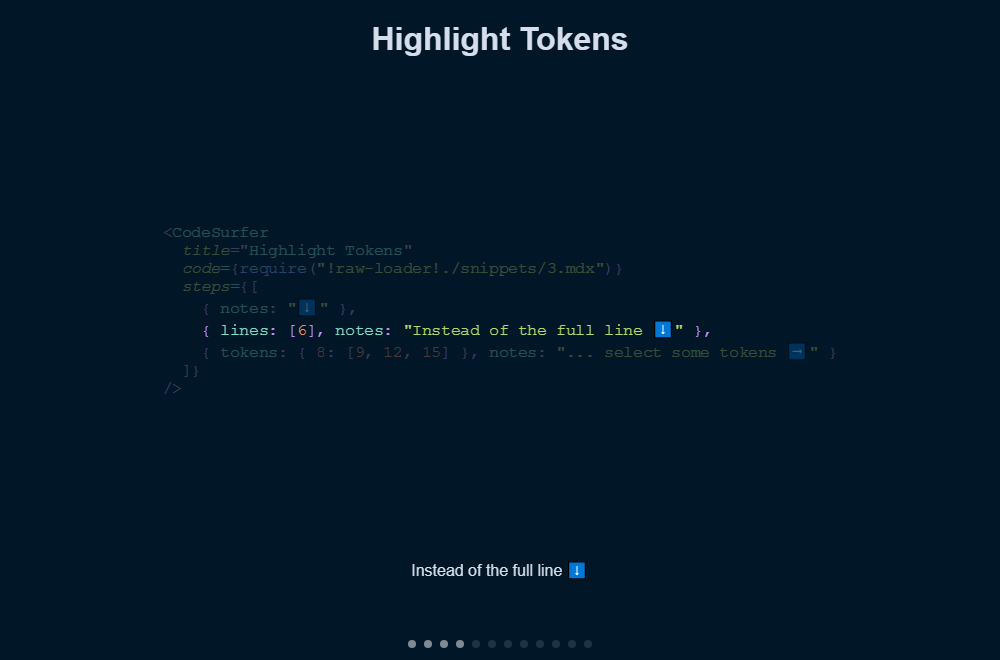 Highlight Tokens
<CodeSurfer
  title="Highlight Tokens"
  code={require("!raw-loader!./snippets/3.mdx")}
  steps={[
    { notes: "⬇️" },
    { lines: [6], notes: "Instead of the full line ⬇️" },
    { tokens: { 8: [9, 12, 15] }, notes: "... select some tokens ➡️" }
  ]}
/>
Instead of the full line ⬇️